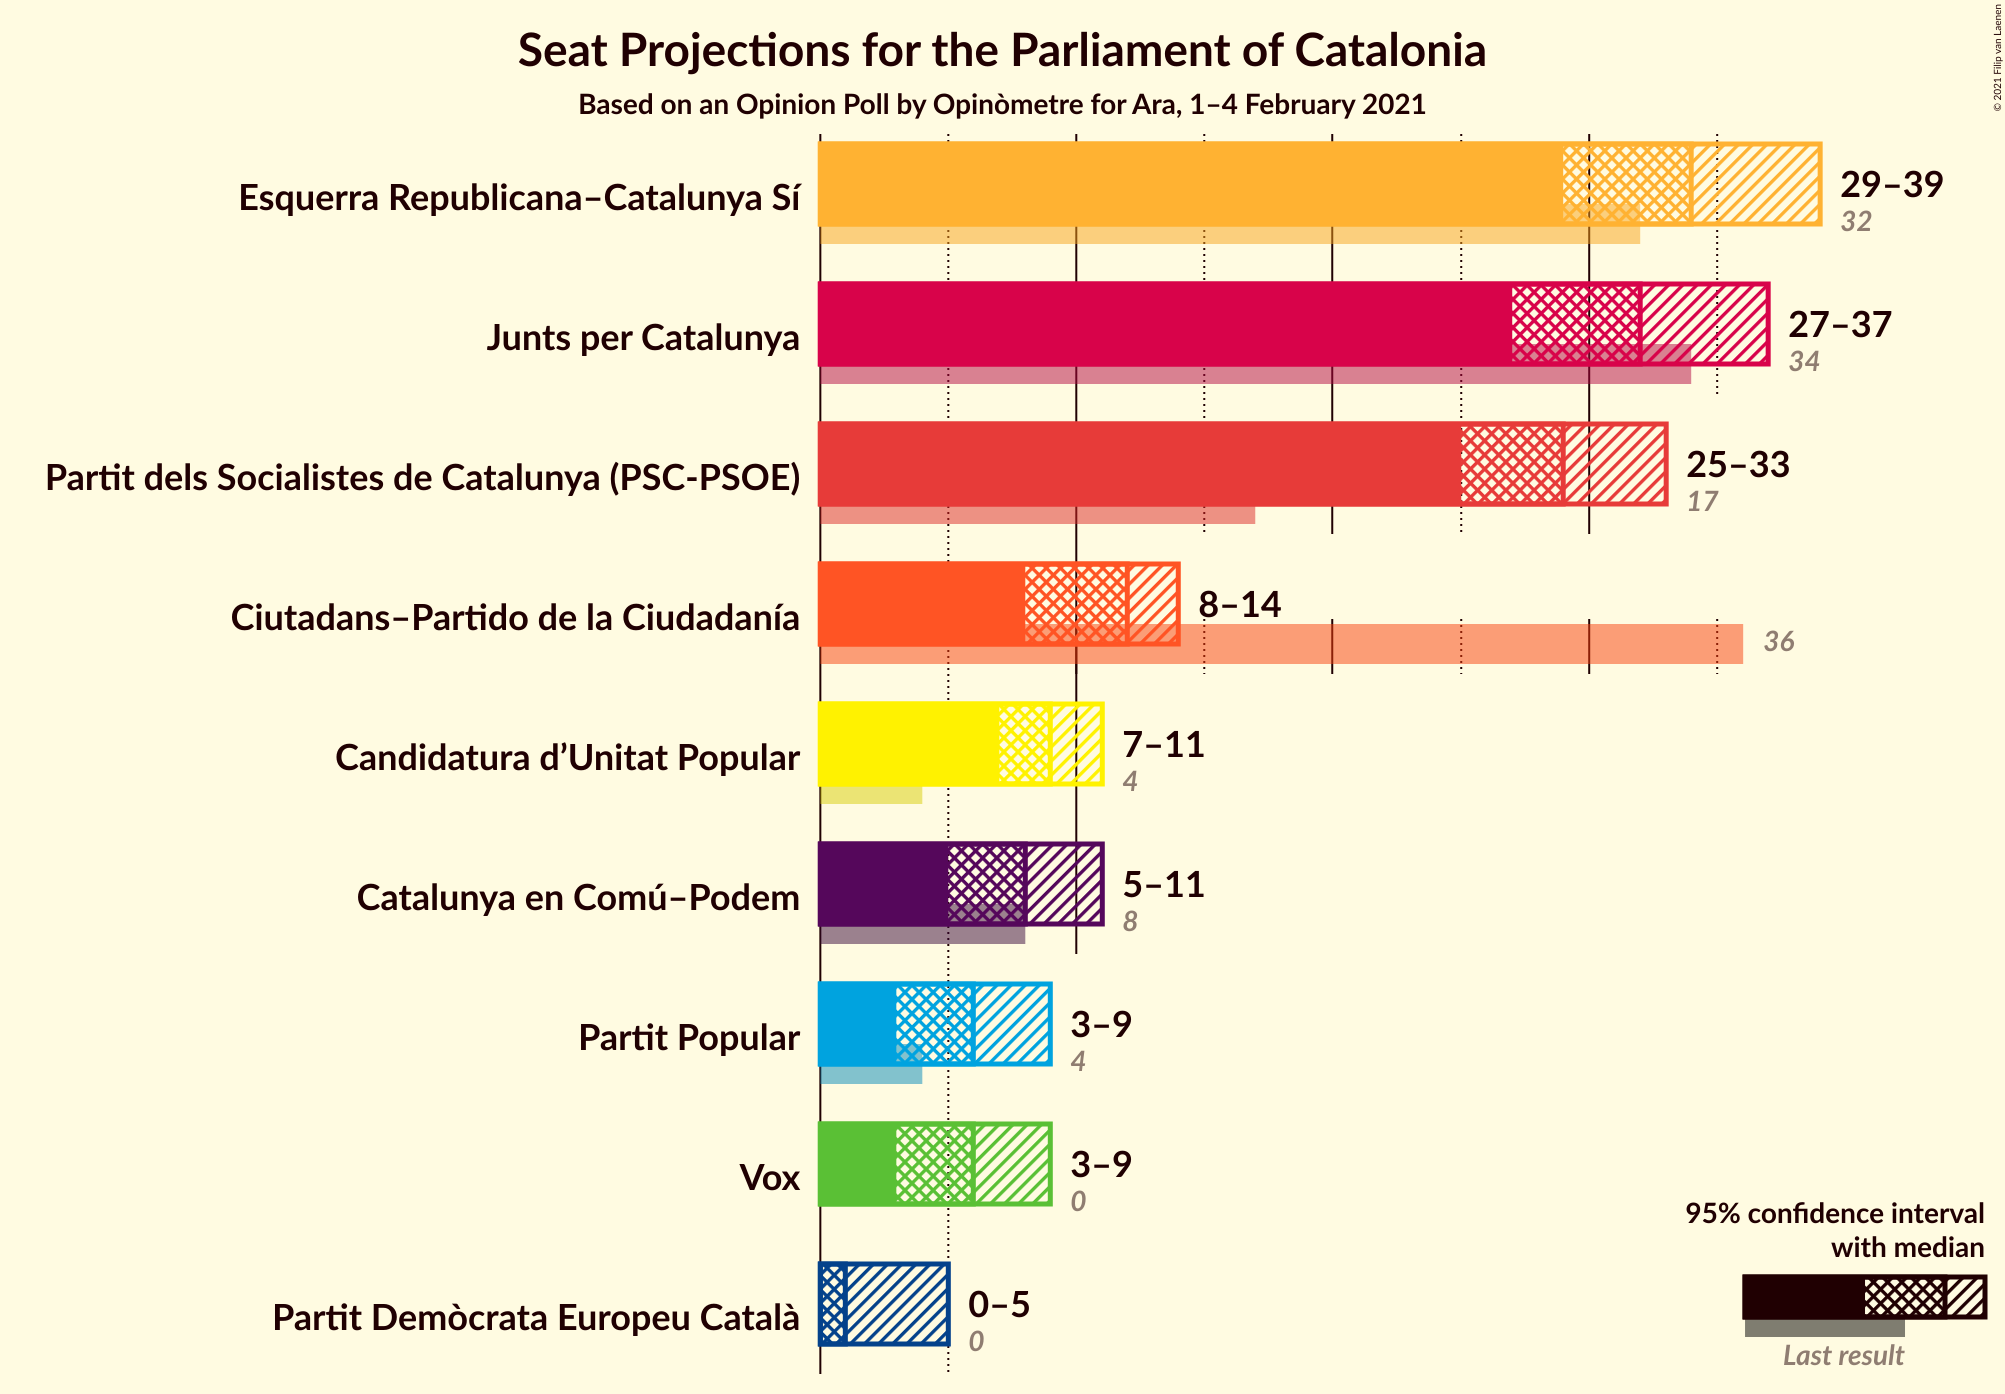 Seat Projections for the Parliament of Catalonia
Based on an Opinion Poll by Opinòmetre for Ara, 1–4 February 2021
© 2021 Filip van Laenen
Esquerra Republicana–Catalunya Sí
29–39
32
Junts per Catalunya
27–37
34
Partit dels Socialistes de Catalunya (PSC-PSOE)
25–33
17
Ciutadans–Partido de la Ciudadanía
8–14
36
Candidatura d’Unitat Popular
7–11
4
Catalunya en Comú–Podem
5–11
8
Partit Popular
3–9
4
Vox
3–9
0
Partit Demòcrata Europeu Català
0–5
0
95% confidence interval
with median
Last result